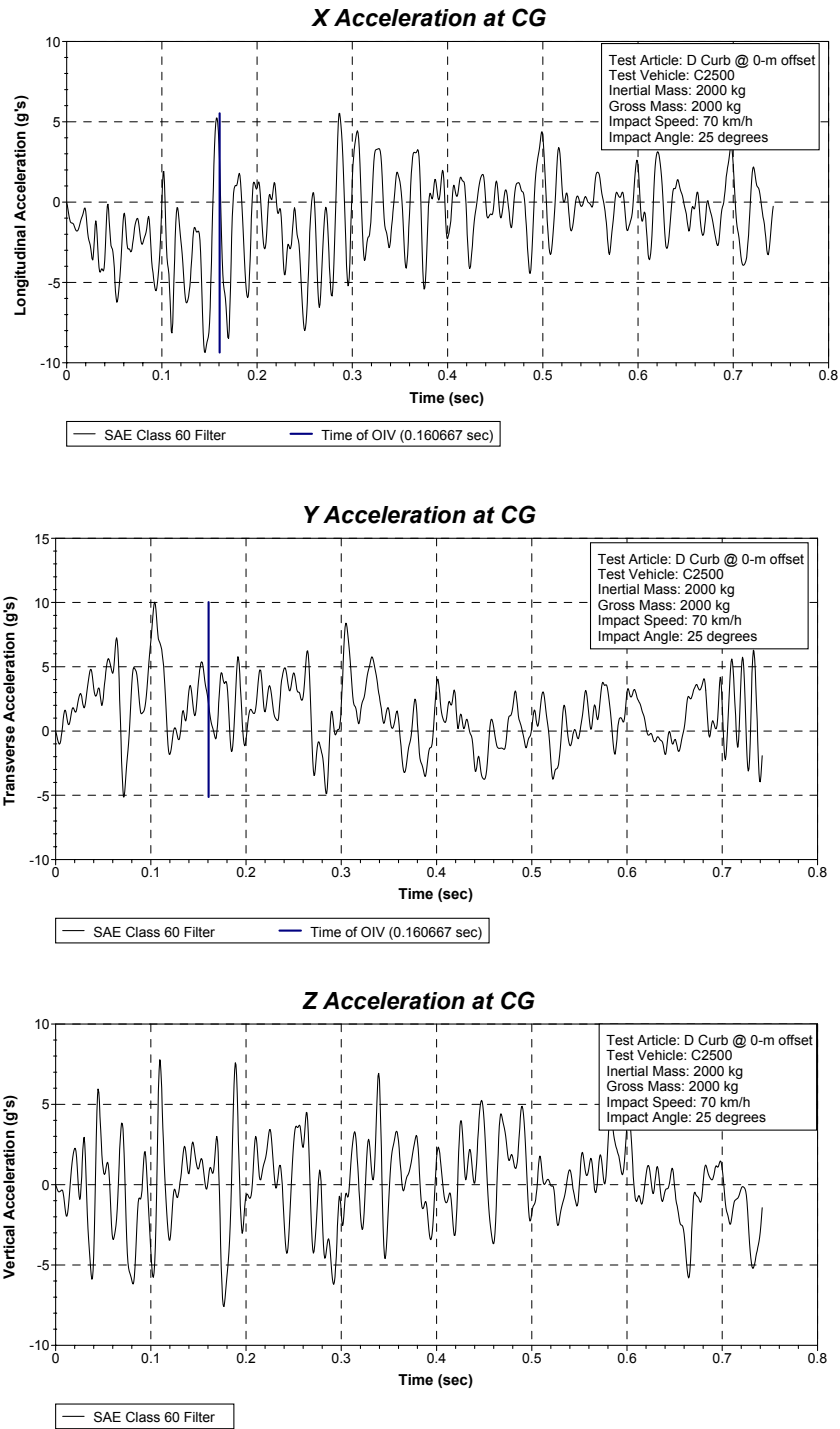 X Acceleration at CG
10
5
0
-5
-10
Longitudinal Acceleration (g's)
Test Article: D Curb @ 0-m offset
Test Vehicle: C2500
Inertial Mass: 2000 kg
Gross Mass: 2000 kg
Impact Speed: 70 km/h
Impact Angle: 25 degrees
0 0.1 0.2 0.3 0.4 0.5 0.6 0.7 0.8
Time (sec)
SAE Class 60 Filter Time of OIV (0.160667 sec)
Y Acceleration at CG
15
10
5
0
-5
-10
Transverse Acceleration (g's)
Test Article: D Curb @ 0-m offset
Test Vehicle: C2500
Inertial Mass: 2000 kg
Gross Mass: 2000 kg
Impact Speed: 70 km/h
Impact Angle: 25 degrees
0 0.1 0.2 0.3 0.4 0.5 0.6 0.7 0.8
Time (sec)
SAE Class 60 Filter Time of OIV (0.160667 sec)
Z Acceleration at CG
10
5
0
-5
-10
Vertical Acceleration (g's)
Test Article: D Curb @ 0-m offset
Test Vehicle: C2500
Inertial Mass: 2000 kg
Gross Mass: 2000 kg
Impact Speed: 70 km/h
Impact Angle: 25 degrees
0 0.1 0.2 0.3 0.4 0.5 0.6 0.7 0.8
Time (sec)
SAE Class 60 Filter